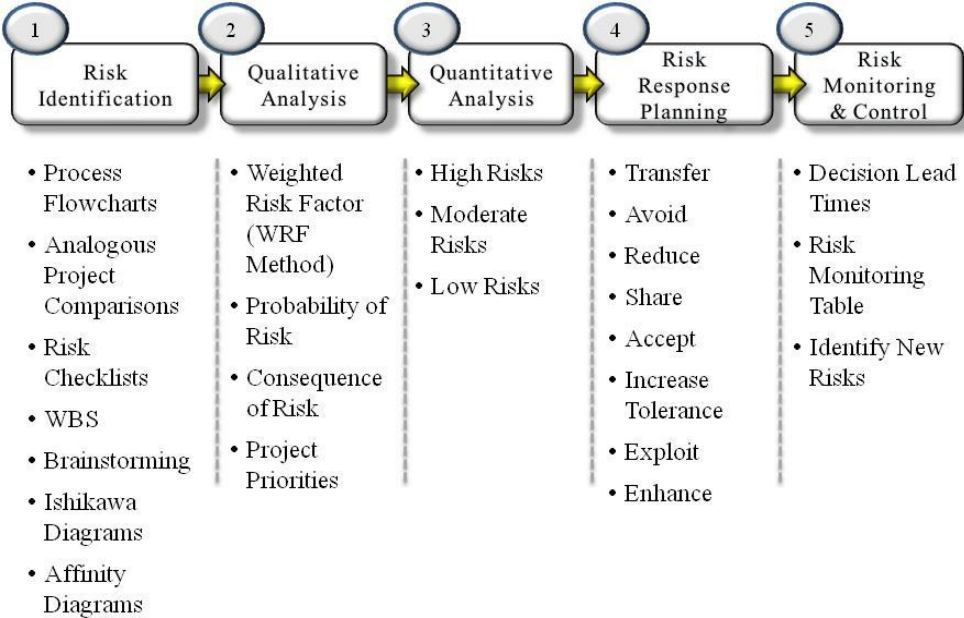 1
Risk
Identification
2
Qualitative
Analysis
3
Quantitative
Analysis
4
Risk
Response
Planning
5
Risk
Monitoring
& Control
• Process
Flowcharts
• Analogous
Project
Comparisons
• Risk
Checklists
• WBS
• Brainstorming
• Ishikawa
Diagrams
• Affinity
Diagrams
• Weighted
Risk Factor
(WRF
Method)
• Probability of
Risk
• Consequence
of Risk
• Project
Priorities
• High Risks
• Moderate
Risks
• Low Risks
• Transfer
• Avoid
• Reduce
• Share
• Accept
• Increase
Tolerance
• Exploit
• Enhance
• Decision Lead
Times
• Risk
Monitoring
Table
• Identify New
Risks